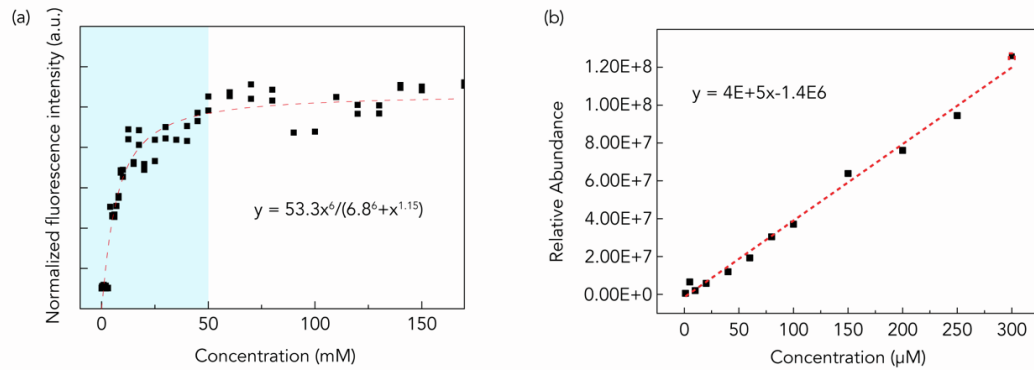 (a)
Normalized fluorescence intensity (a.u.)
y = 53.3x⁶/(6.8⁶+x¹·¹⁵)
0 50 100 150
Concentration (mM)
(b)
Relative Abundance
1.20E+8
1.00E+8
8.00E+7
6.00E+7
4.00E+7
2.00E+7
0.00E+0
y = 4E+5x-1.4E6
0 50 100 150 200 250 300
Concentration (μM)